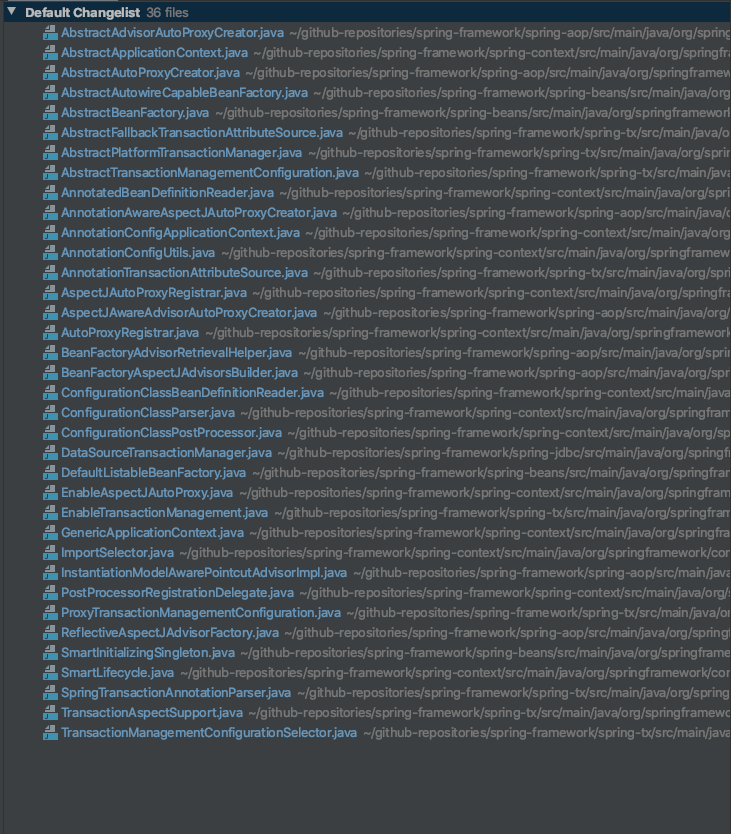 Default Changelist 36 files
AbstractAdvisorAutoProxyCreator.java ~/github-repositories/spring-framework/spring-aop/src/main/java/org/spring
AbstractApplicationContext.java ~/github-repositories/spring-framework/spring-context/src/main/java/org/springf
AbstractAutoProxyCreator.java ~/github-repositories/spring-framework/spring-aop/src/main/java/org/springframew
AbstractAutowireCapableBeanFactory.java ~/github-repositories/spring-framework/spring-beans/src/main/java/org
AbstractBeanFactory.java ~/github-repositories/spring-framework/spring-beans/src/main/java/org/springframework
AbstractFallbackTransactionAttributeSource.java ~/github-repositories/spring-framework/spring-tx/src/main/java/o
AbstractPlatformTransactionManager.java ~/github-repositories/spring-framework/spring-tx/src/main/java/org/spri
AbstractTransactionManagementConfiguration.java ~/github-repositories/spring-framework/spring-tx/src/main/java
AnnotatedBeanDefinitionReader.java ~/github-repositories/spring-framework/spring-context/src/main/java/org/spri
AnnotationAwareAspectJAutoProxyCreator.java ~/github-repositories/spring-framework/spring-aop/src/main/java/o
AnnotationConfigApplicationContext.java ~/github-repositories/spring-framework/spring-context/src/main/java/org
AnnotationConfigUtils.java ~/github-repositories/spring-framework/spring-context/src/main/java/org/springframew
AnnotationTransactionAttributeSource.java ~/github-repositories/spring-framework/spring-tx/src/main/java/org/sp
AspectJAutoProxyRegistrar.java ~/github-repositories/spring-framework/spring-context/src/main/java/org/springfr
AspectJAwareAdvisorAutoProxyCreator.java ~/github-repositories/spring-framework/spring-aop/src/main/java/org/
AutoProxyRegistrar.java ~/github-repositories/spring-framework/spring-context/src/main/java/org/springframework
BeanFactoryAdvisorRetrievalHelper.java ~/github-repositories/spring-framework/spring-aop/src/main/java/org/spri
BeanFactoryAspectJAdvisorsBuilder.java ~/github-repositories/spring-framework/spring-aop/src/main/java/org/spr
ConfigurationClassBeanDefinitionReader.java ~/github-repositories/spring-framework/spring-context/src/main/java
ConfigurationClassParser.java ~/github-repositories/spring-framework/spring-context/src/main/java/org/springfram
ConfigurationClassPostProcessor.java ~/github-repositories/spring-framework/spring-context/src/main/java/org/sp
DataSourceTransactionManager.java ~/github-repositories/spring-framework/spring-jdbc/src/main/java/org/springf
DefaultListableBeanFactory.java ~/github-repositories/spring-framework/spring-beans/src/main/java/org/springfra
EnableAspectJAutoProxy.java ~/github-repositories/spring-framework/spring-context/src/main/java/org/springfram
EnableTransactionManagement.java ~/github-repositories/spring-framework/spring-tx/src/main/java/org/springfram
GenericApplicationContext.java ~/github-repositories/spring-framework/spring-context/src/main/java/org/springfra
ImportSelector.java ~/github-repositories/spring-framework/spring-context/src/main/java/org/springframework/con
InstantiationModelAwarePointcutAdvisorImpl.java ~/github-repositories/spring-framework/spring-aop/src/main/java
PostProcessorRegistrationDelegate.java ~/github-repositories/spring-framework/spring-context/src/main/java/org/
ProxyTransactionManagementConfiguration.java ~/github-repositories/spring-framework/spring-tx/src/main/java/org
ReflectiveAspectJAdvisorFactory.java ~/github-repositories/spring-framework/spring-aop/src/main/java/org/spring
SmartInitializingSingleton.java ~/github-repositories/spring-framework/spring-beans/src/main/java/org/springfram
SmartLifecycle.java ~/github-repositories/spring-framework/spring-context/src/main/java/org/springframework/con
SpringTransactionAnnotationParser.java ~/github-repositories/spring-framework/spring-tx/src/main/java/org/spring
TransactionAspectSupport.java ~/github-repositories/spring-framework/spring-tx/src/main/java/org/springframewo
TransactionManagementConfigurationSelector.java ~/github-repositories/spring-framework/spring-tx/src/main/java